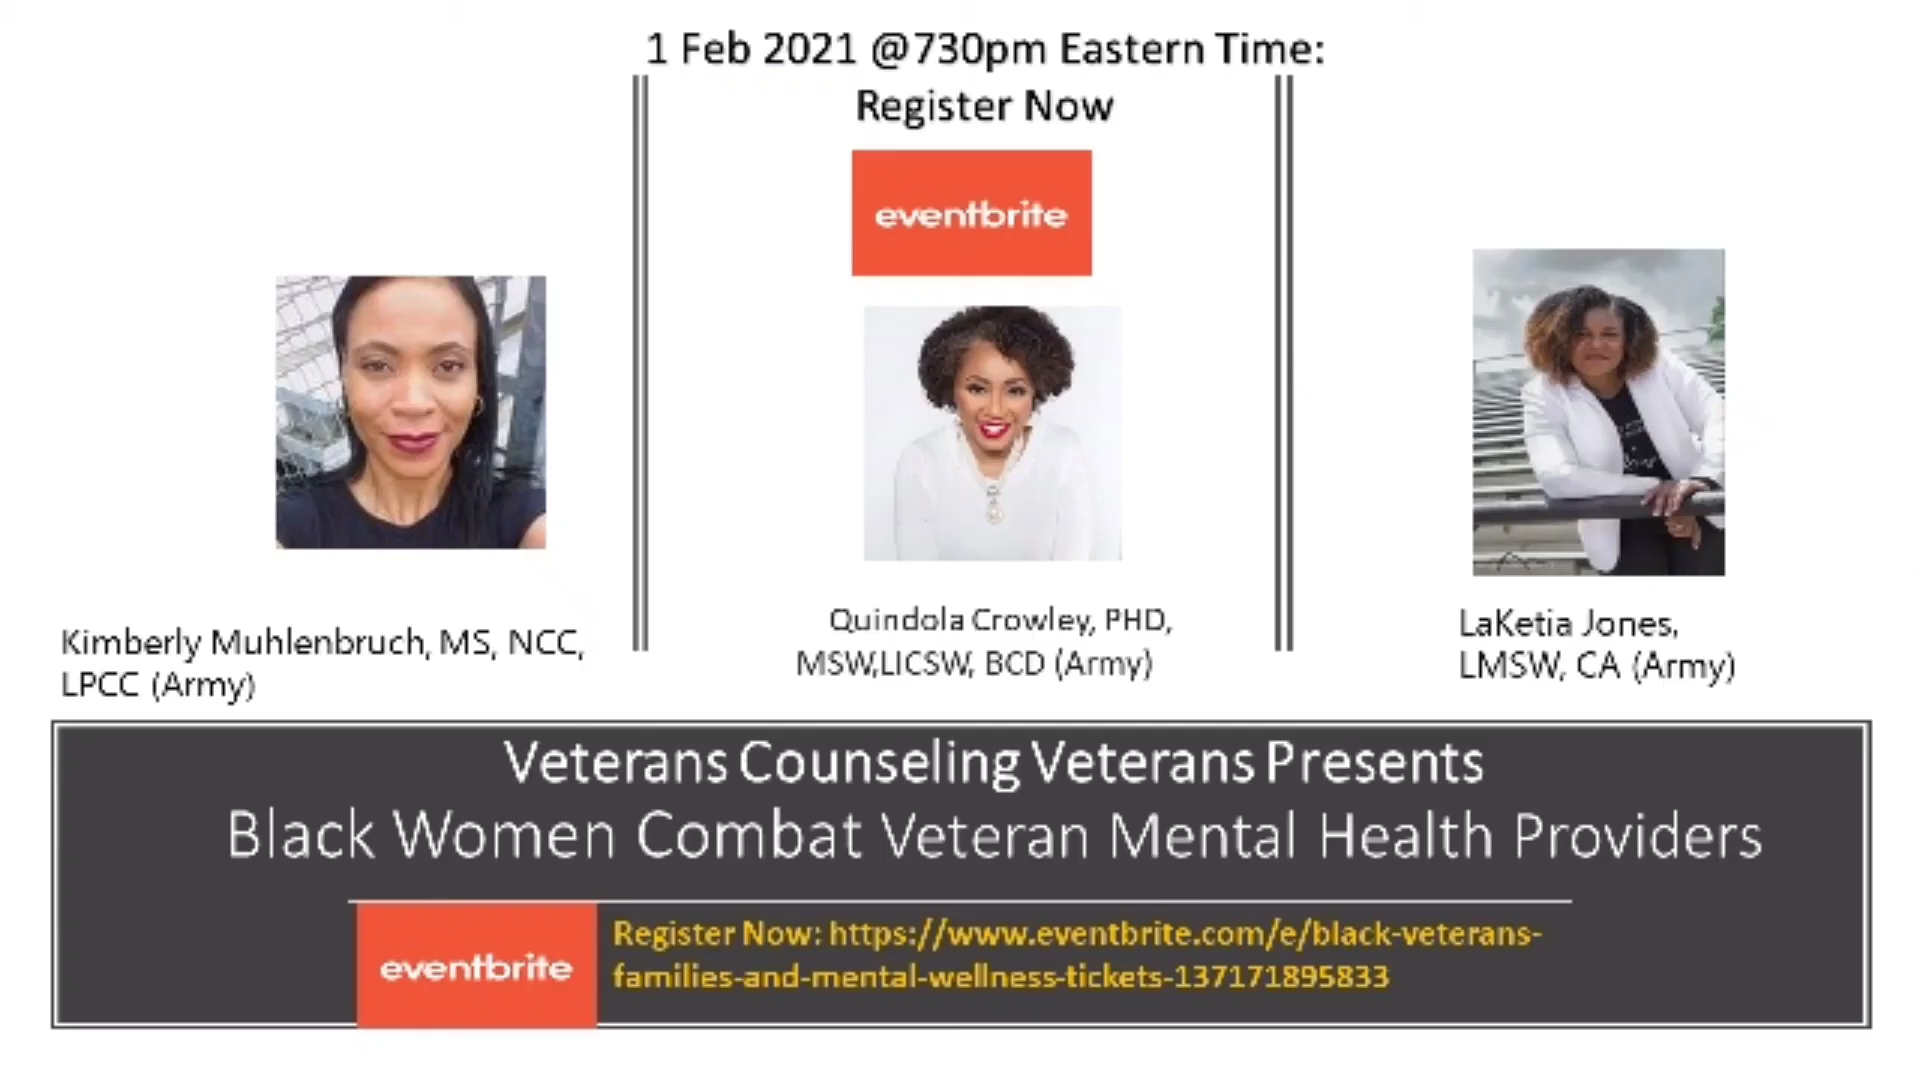 1 Feb 2021 @730pm Eastern Time:
Register Now
eventbrite
Kimberly Muhlenbruch, MS, NCC,
LPCC (Army)
Quindola Crowley, PHD,
MSW,LICSW, BCD (Army)
LaKetia Jones,
LMSW, CA (Army)
Veterans Counseling Veterans Presents
Black Women Combat Veteran Mental Health Providers
eventbrite
Register Now: https://www.eventbrite.com/e/black-veterans-
families-and-mental-wellness-tickets-137171895833